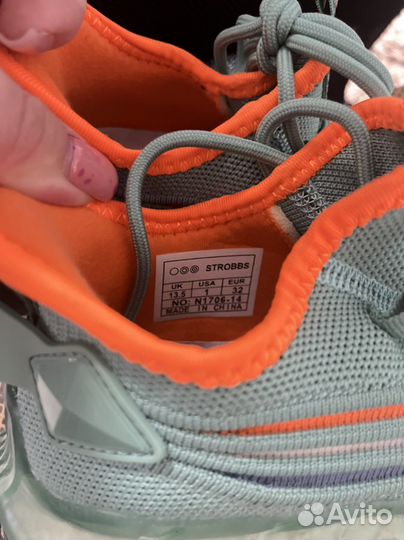 STROBBS
UK USA EUR
13.5 1 32
NO: N1706-14
MADE IN CHINA
Avito